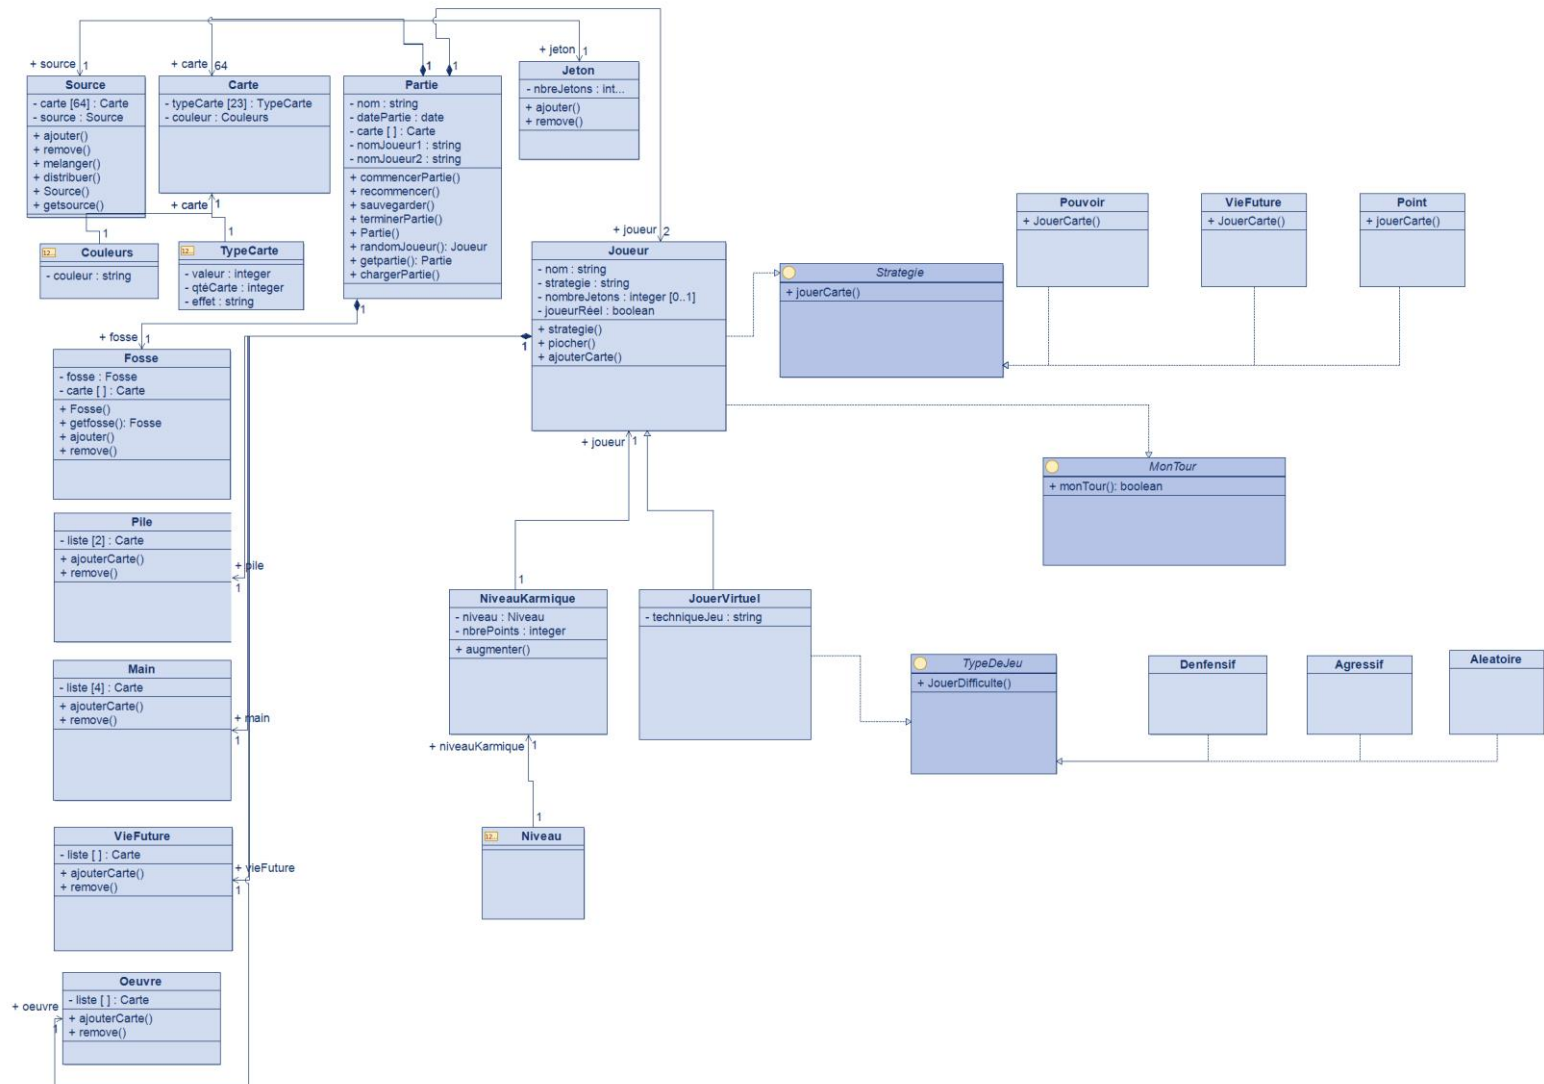 + source
1
+ carte
64
1
1
+ jeton
1
Source
- carte [64] : Carte
- source : Source
+ ajouter()
+ remove()
+ melanger()
+ distribuer()
+ Source()
+ getsource()
Carte
- typeCarte [23] : TypeCarte
- couleur : Couleurs
Partie
- nom : string
- datePartie : date
- carte [ ] : Carte
- nomJoueur1 : string
- nomJoueur2 : string
+ commencerPartie()
+ recommencer()
+ sauvegarder()
+ terminerPartie()
+ Partie()
+ randomJoueur(): Joueur
+ getpartie(): Partie
+ chargerPartie()
1
Jeton
- nbreJetons : int...
+ ajouter()
+ remove()
+ carte
1
1
1
Couleurs
- couleur : string
TypeCarte
- valeur : integer
- qtéCarte : integer
- effet : string
+ joueur
2
Joueur
- nom : string
- strategie : string
- nombreJetons : integer [0..1]
- joueurRéel : boolean
+ strategie()
+ piocher()
+ ajouterCarte()
1
Strategie
+ jouerCarte()
Pouvoir
+ JouerCarte()
VieFuture
+ JouerCarte()
Point
+ jouerCarte()
+ fosse
1
Fosse
- fosse : Fosse
- carte [ ] : Carte
+ Fosse()
+ getfosse(): Fosse
+ ajouter()
+ remove()
+ joueur
1
MonTour
+ monTour(): boolean
Pile
- liste [2] : Carte
+ ajouterCarte()
+ remove()
+ pile
1
1
NiveauKarmique
- niveau : Niveau
- nbrePoints : integer
+ augmenter()
JouerVirtuel
- techniqueJeu : string
Main
- liste [4] : Carte
+ ajouterCarte()
+ remove()
+ main
1
TypeDeJeu
+ JouerDifficulte()
Denfensif
Agressif
Aleatoire
+ niveauKarmique
1
1
Niveau
VieFuture
- liste [ ] : Carte
+ ajouterCarte()
+ remove()
+ vieFuture
1
Oeuvre
- liste [ ] : Carte
+ ajouterCarte()
+ remove()
+ oeuvre
1